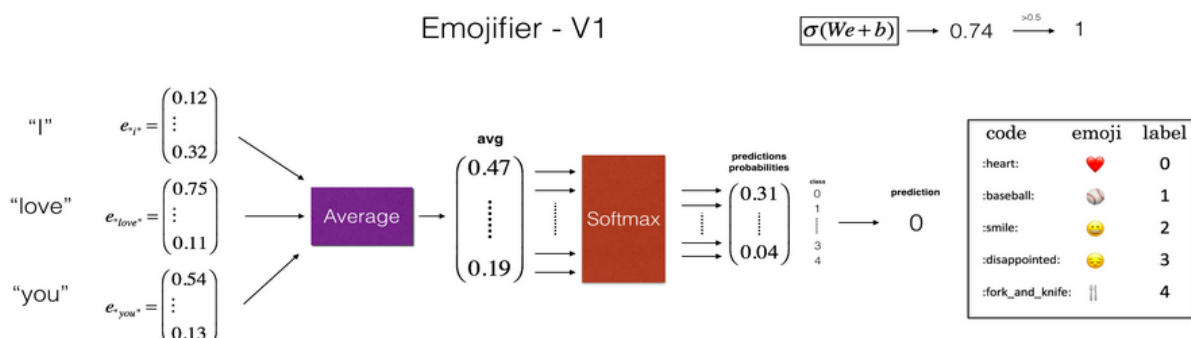 Emojifier - V1
σ(We+b) 0.74 >0.5 1
"I"
e"i" = (0.12 ⋮ 0.32)
"love"
e"love" = (0.75 ⋮ 0.11)
"you"
e"you" = (0.54 ⋮ 0.13)
Average
avg
0.47
0.19
Softmax
predictions
probabilities
0.31
0.04
class
0
1
3
4
prediction
0
code emoji label
:heart: ❤️ 0
:baseball: ⚾ 1
:smile: 😄 2
:disappointed: 😔 3
:fork_and_knife: 🍴 4